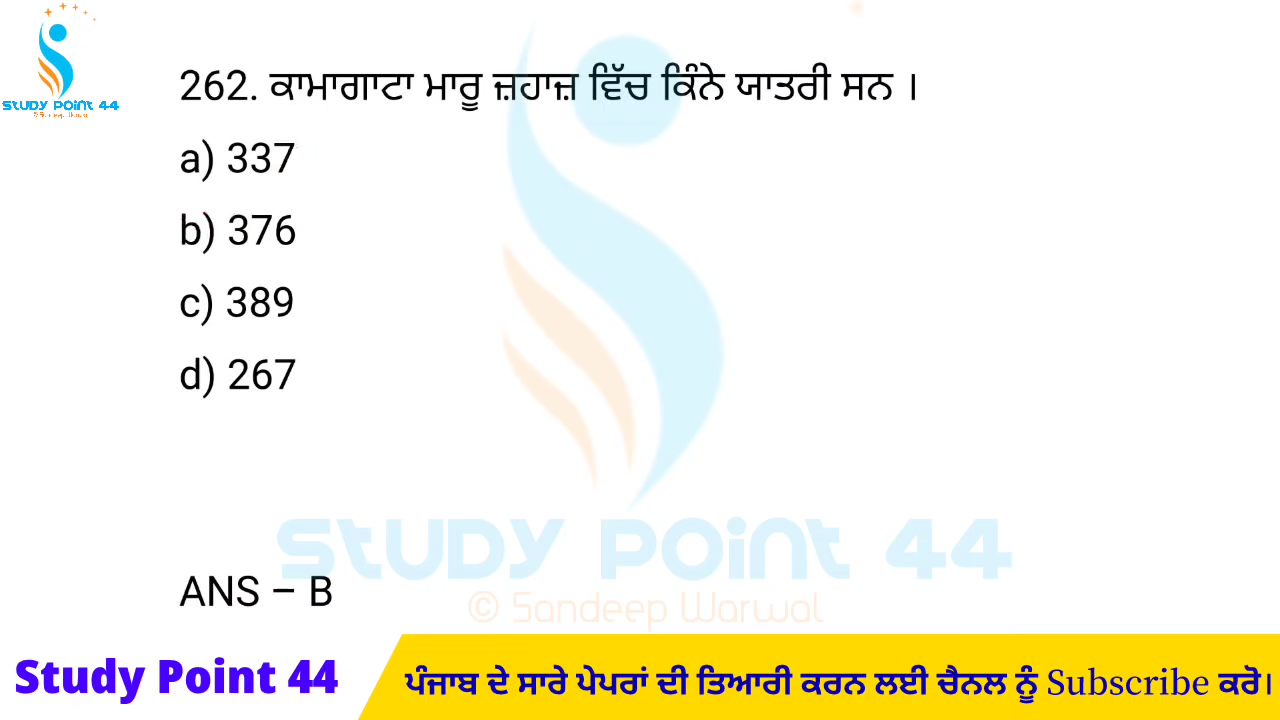 STUDY POINT 44
262. ਕਾਮਾਗਾਟਾ ਮਾਰੂ ਜ਼ਹਾਜ਼ ਵਿੱਚ ਕਿੰਨੇ ਯਾਤਰੀ ਸਨ ।
a) 337
b) 376
c) 389
d) 267
STUDY POINT 44
ANS – B
© Sandeep Warwal
Study Point 44
ਪੰਜਾਬ ਦੇ ਸਾਰੇ ਪੇਪਰਾਂ ਦੀ ਤਿਆਰੀ ਕਰਨ ਲਈ ਚੈਨਲ ਨੂੰ Subscribe ਕਰੋ।